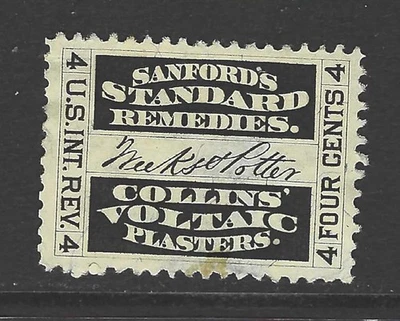 SANFORD'S
STANDARD
REMEDIES.
Weeks & Potter
COLLINS'
VOLTAIC
PLASTERS.
4 U.S. INT. REV. 4
4 FOUR CENTS 4